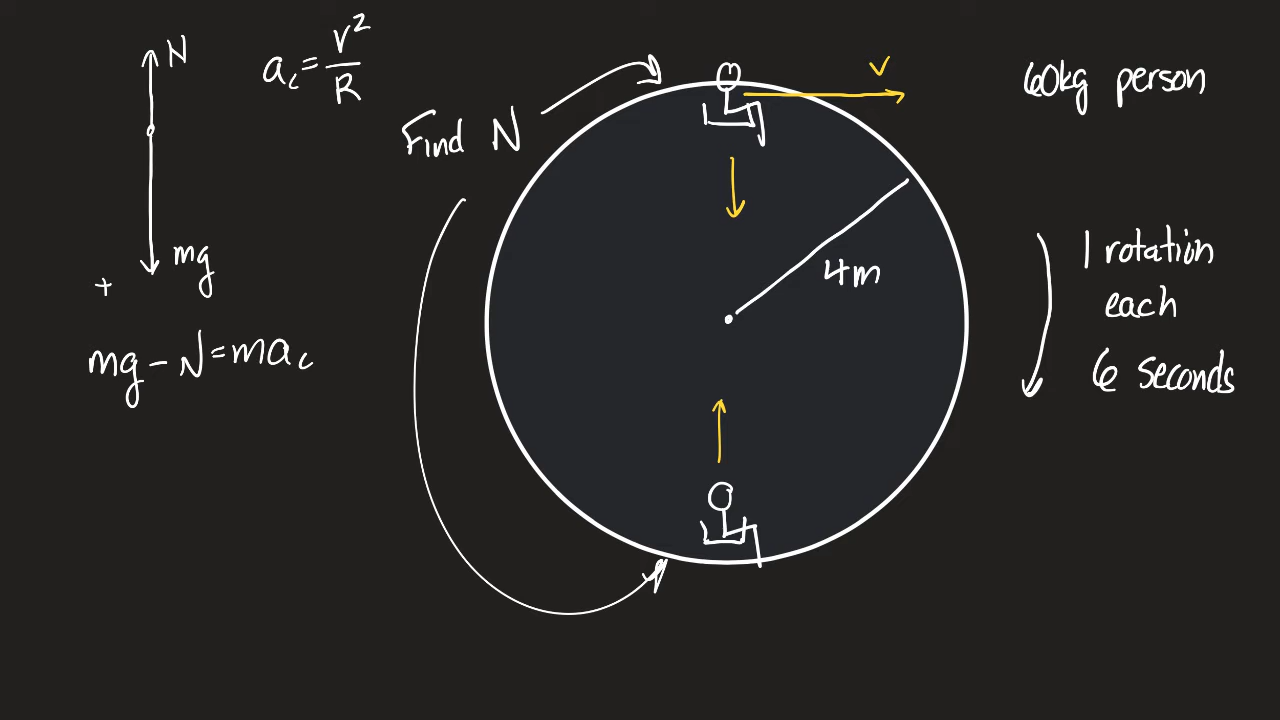 N
a_c = v²/R
Find N
mg
+
mg - N = ma_c
v
60kg person
4m
1 rotation
each
6 seconds